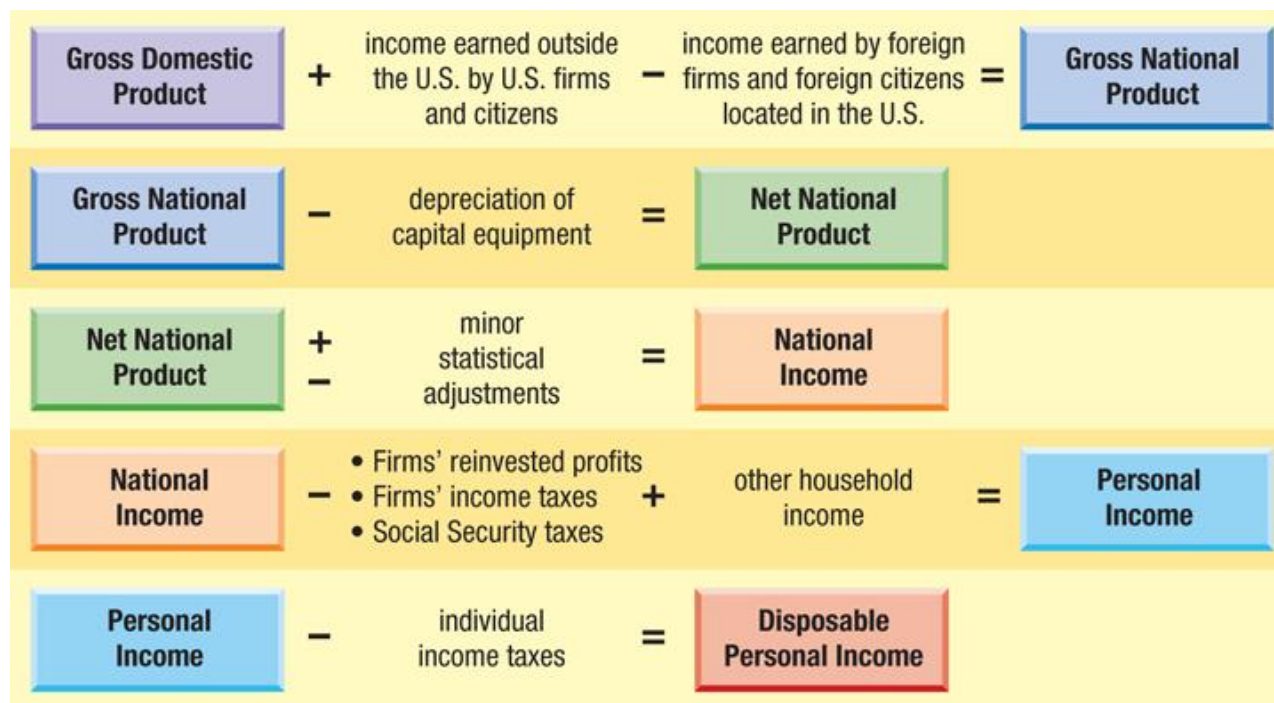 Gross Domestic
Product
+
income earned outside
the U.S. by U.S. firms
and citizens
−
income earned by foreign
firms and foreign citizens
located in the U.S.
=
Gross National
Product
Gross National
Product
−
depreciation of
capital equipment
=
Net National
Product
Net National
Product
+
−
minor
statistical
adjustments
=
National
Income
National
Income
−
• Firms’ reinvested profits
• Firms’ income taxes
• Social Security taxes
+
other household
income
=
Personal
Income
Personal
Income
−
individual
income taxes
=
Disposable
Personal Income